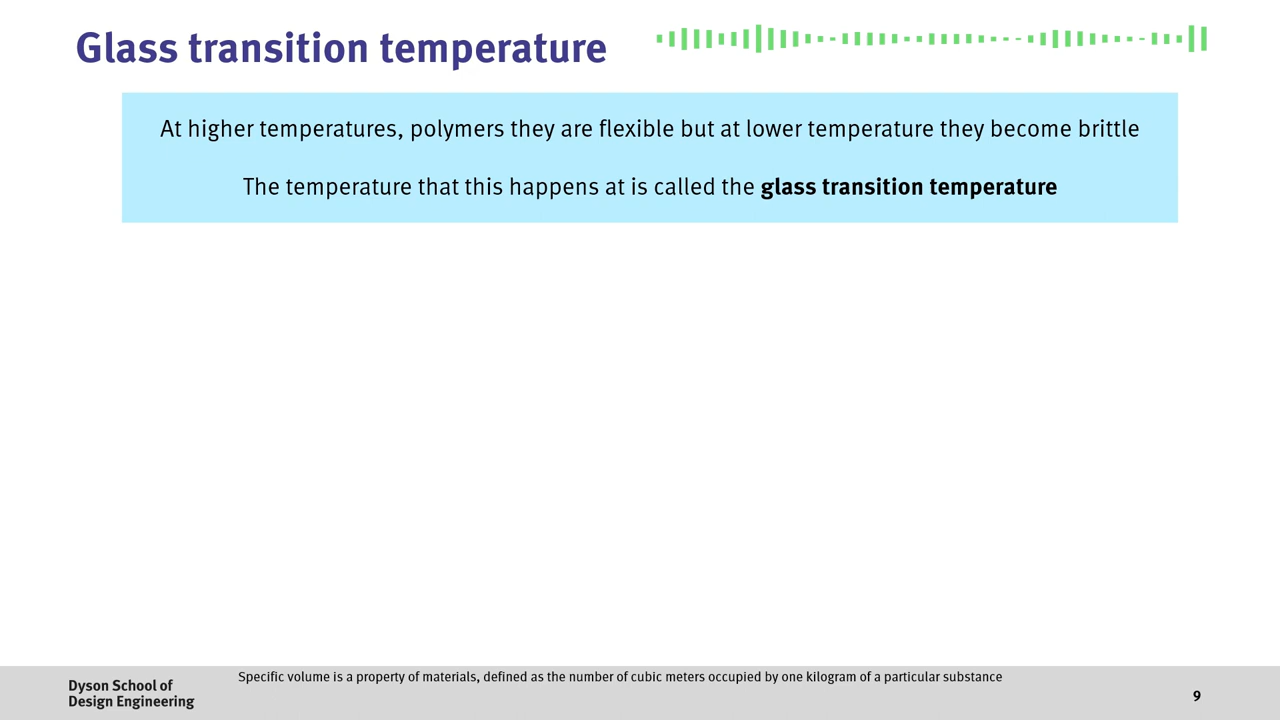 Glass transition temperature
At higher temperatures, polymers they are flexible but at lower temperature they become brittle
The temperature that this happens at is called the glass transition temperature
Specific volume is a property of materials, defined as the number of cubic meters occupied by one kilogram of a particular substance
Dyson School of
Design Engineering
9